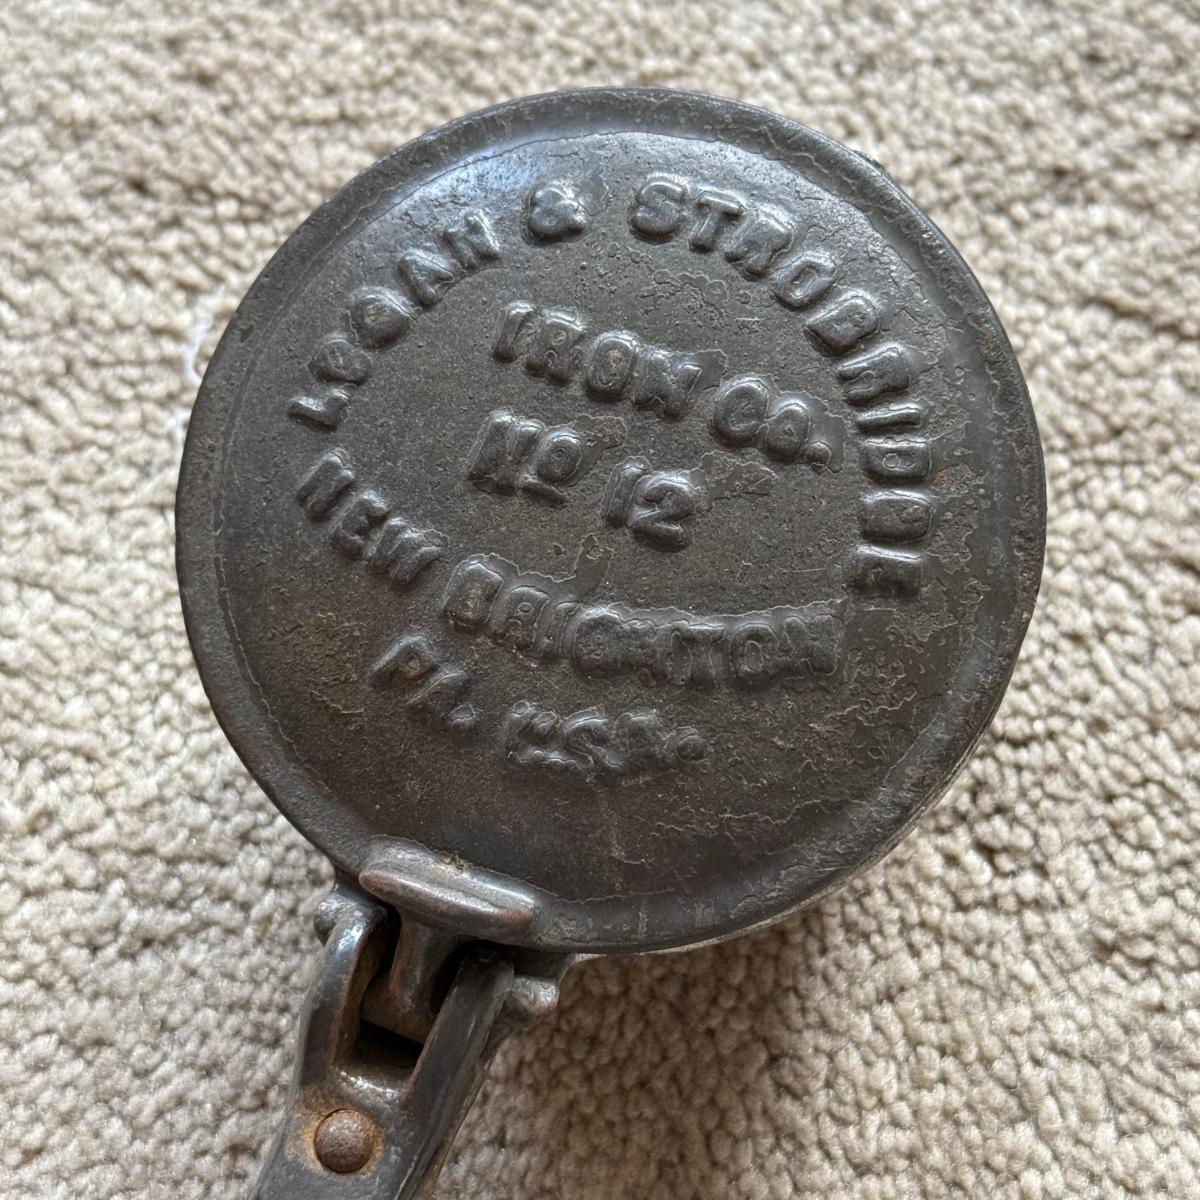 LOGAN & STROBRIDGE
IRON CO.
NO 12
NEW BRIGHTON
PA. U.S.A.